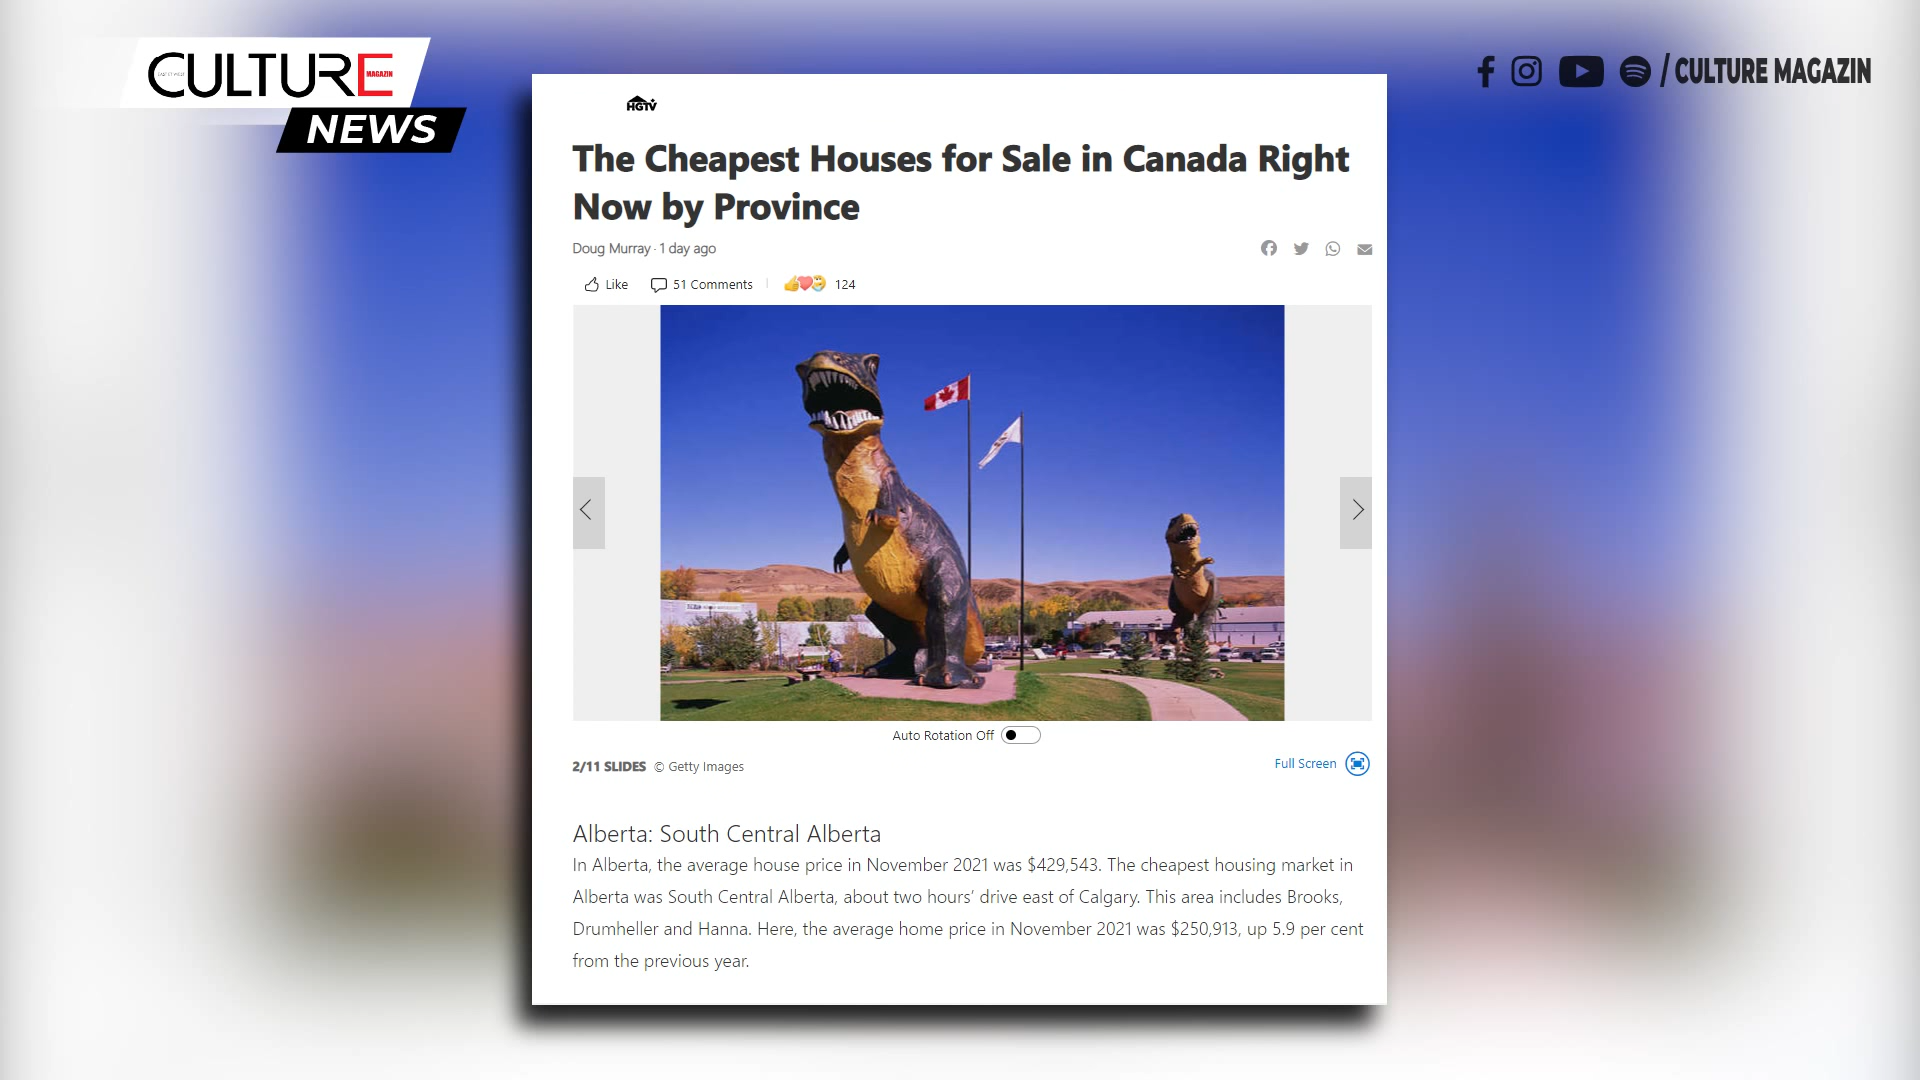 CULTURE
MAGAZIN
NEWS
/ CULTURE MAGAZIN
HGTV
The Cheapest Houses for Sale in Canada Right
Now by Province
Doug Murray · 1 day ago
Like 51 Comments 124
Auto Rotation Off
2/11 SLIDES © Getty Images
Full Screen
Alberta: South Central Alberta
In Alberta, the average house price in November 2021 was $429,543. The cheapest housing market in
Alberta was South Central Alberta, about two hours’ drive east of Calgary. This area includes Brooks,
Drumheller and Hanna. Here, the average home price in November 2021 was $250,913, up 5.9 per cent
from the previous year.